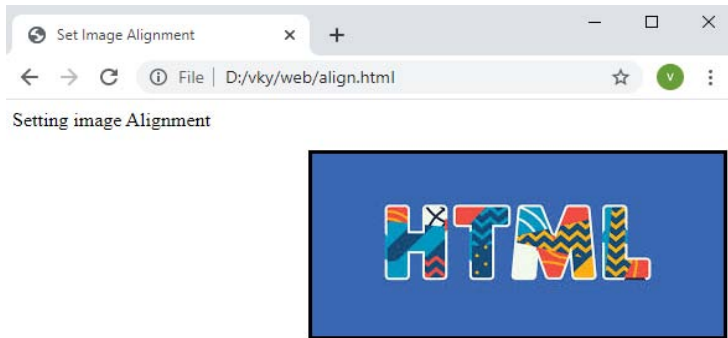 Set Image Alignment
File | D:/vky/web/align.html
V
Setting image Alignment
HTML